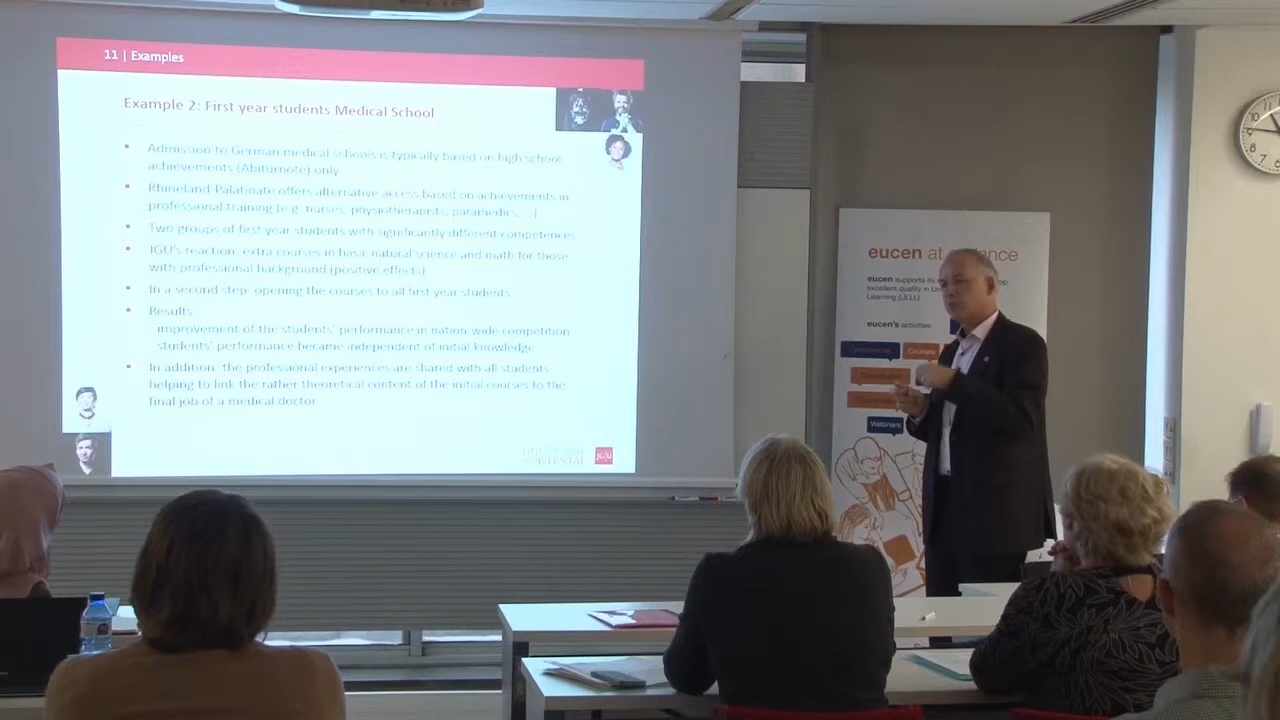 11 | Examples
Example 2: First year students Medical School
Admission to German medical schools is typically based on high school
achievements (Abiturnote) only
Rhineland-Palatinate offers alternative access based on achievements in
professional training (e.g. nurses, physiotherapists, paramedics, ...)
Two groups of first year students with significantly different competences
JGU's reaction: extra courses in basic natural science and math for those
with professional background (positive effects)
In a second step: opening the courses to all first year students
Results
improvement of the students' performance in nation-wide competition
students' performance became independent of initial knowledge
In addition: the professional experiences are shared with all students
helping to link the rather theoretical content of the initial courses to the
final job of a medical doctor
JG|U
eucen at
eucen supports its
excellent quality in
Learning (ULLL)
eucen's activities:
Courses
Webinars
11
9
8
7